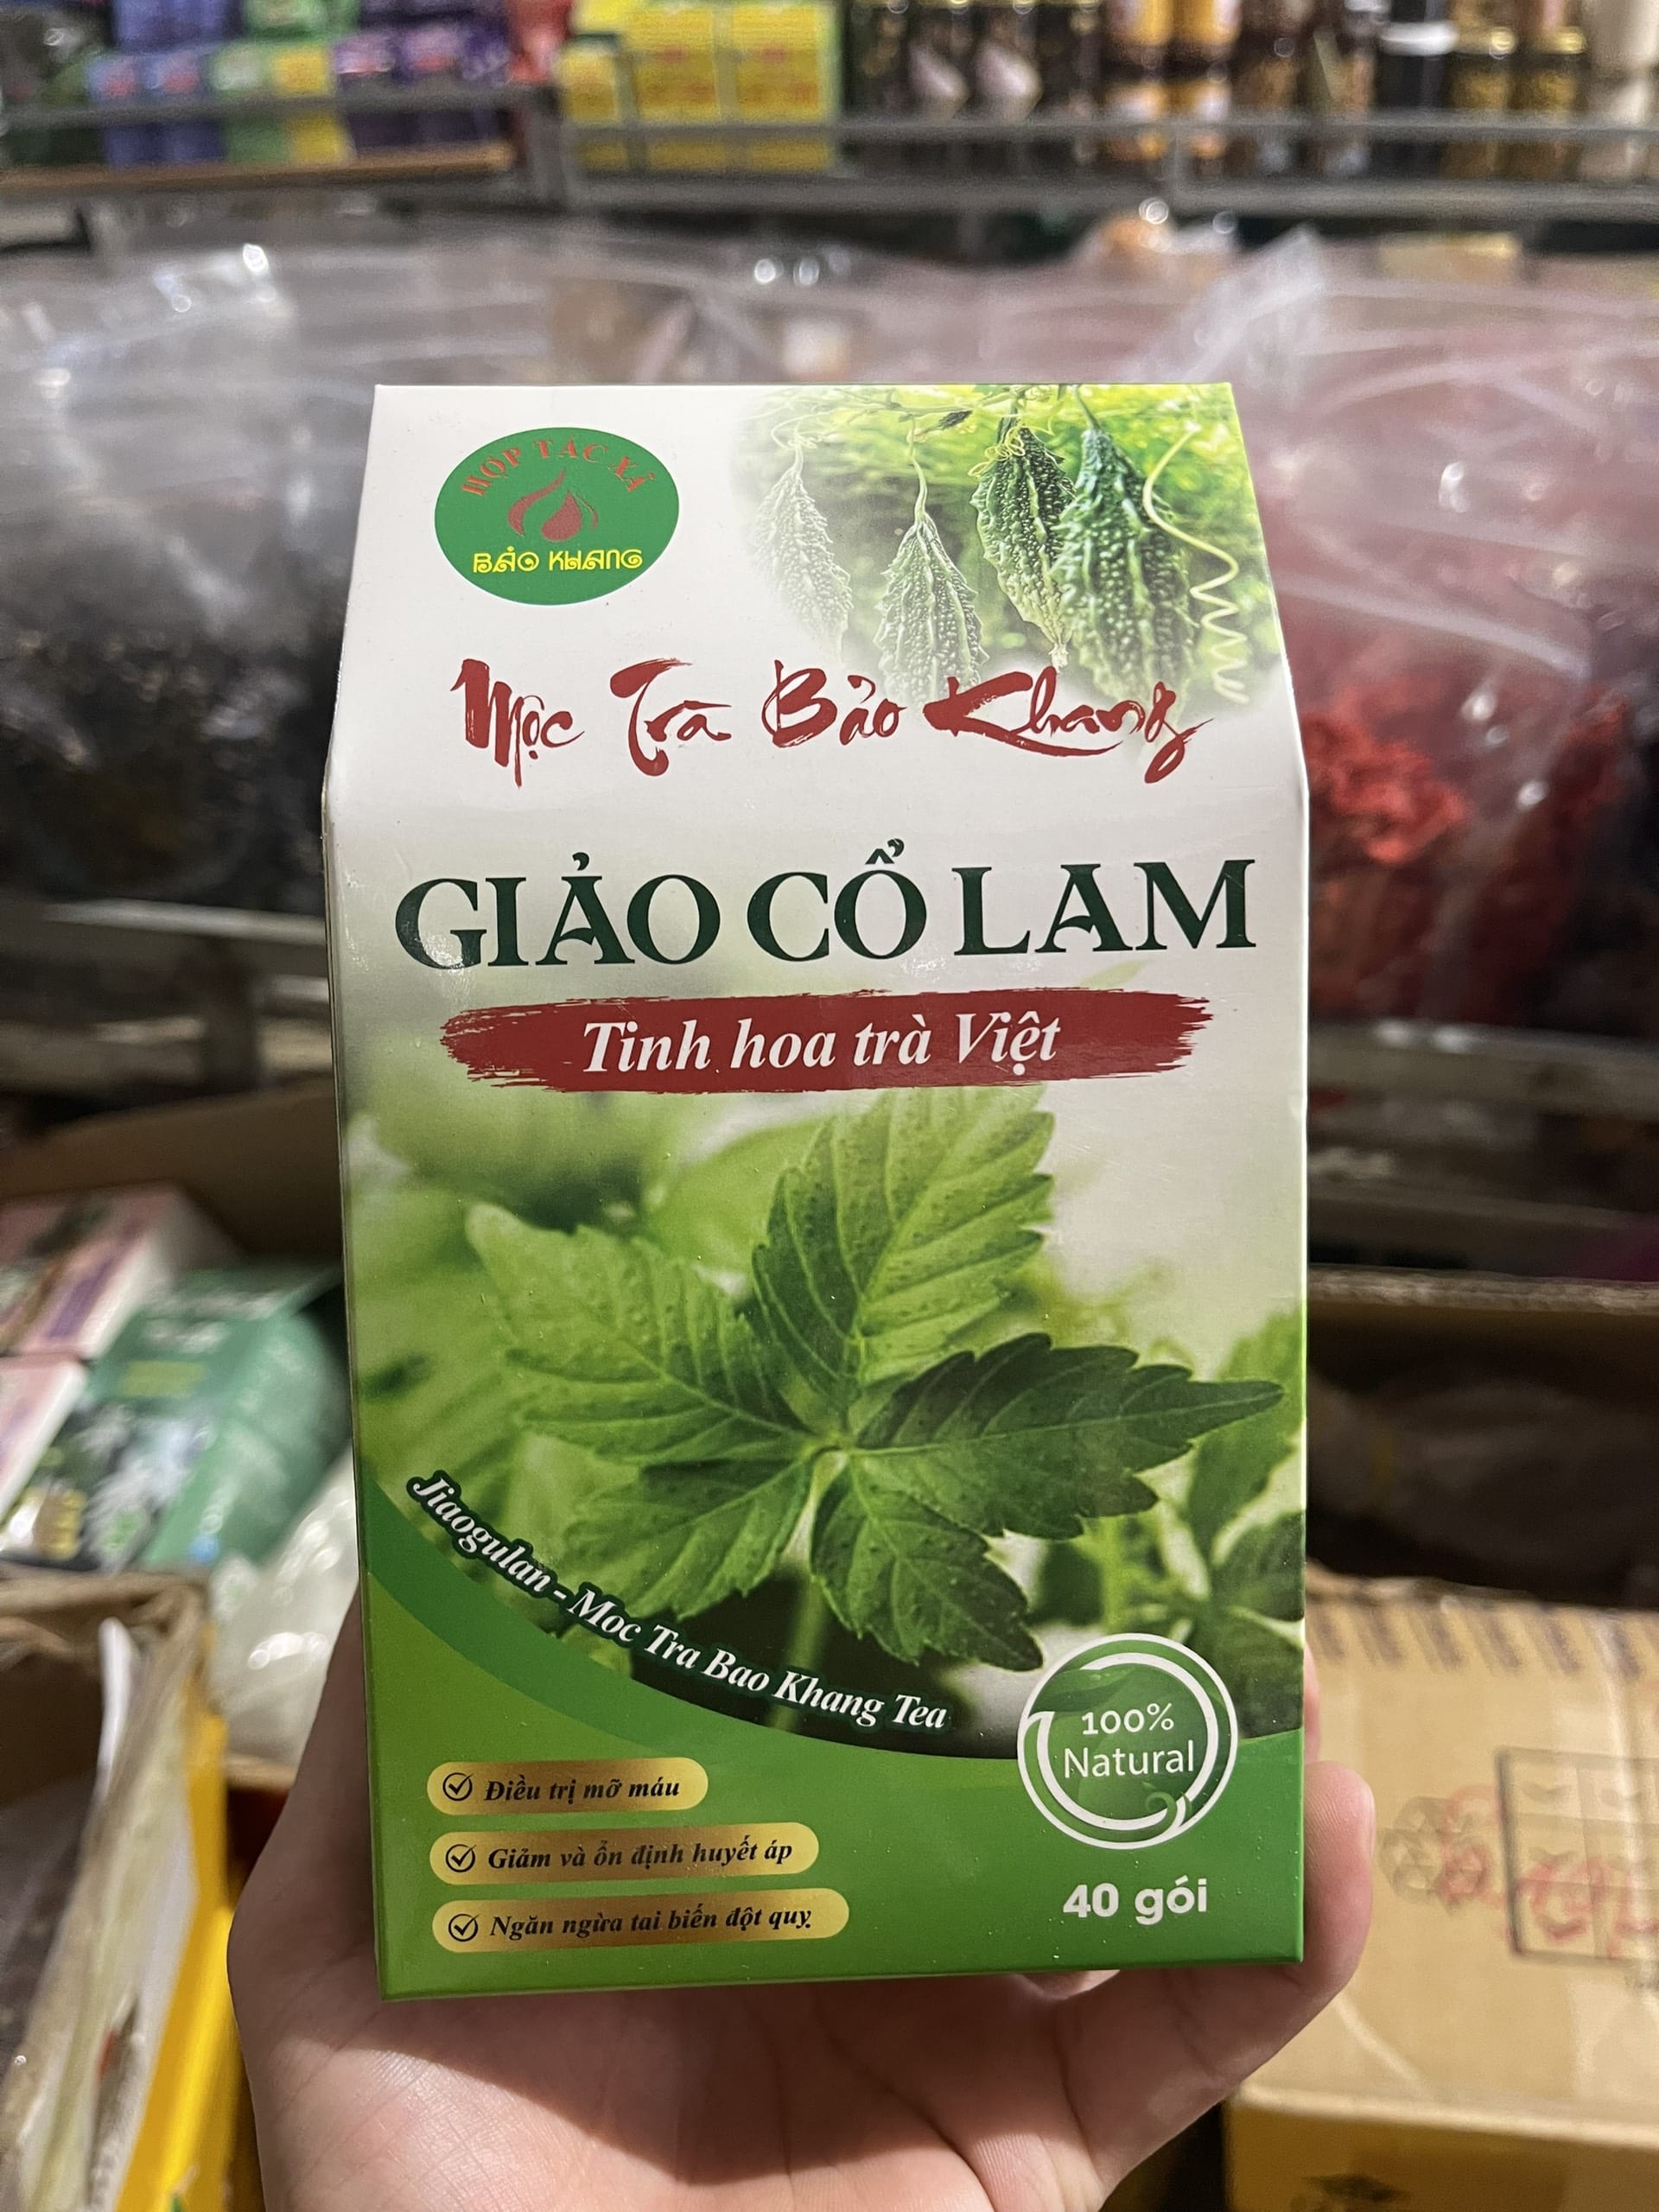 HỢP TÁC XÃ
BẢO KHANG
Mộc Trà Bảo Khang
GIẢO CỔ LAM
Tinh hoa trà Việt
Jiaogulan - Moc Tra Bao Khang Tea
100%
Natural
Điều trị mỡ máu
Giảm và ổn định huyết áp
Ngăn ngừa tai biến đột quỵ
40 gói